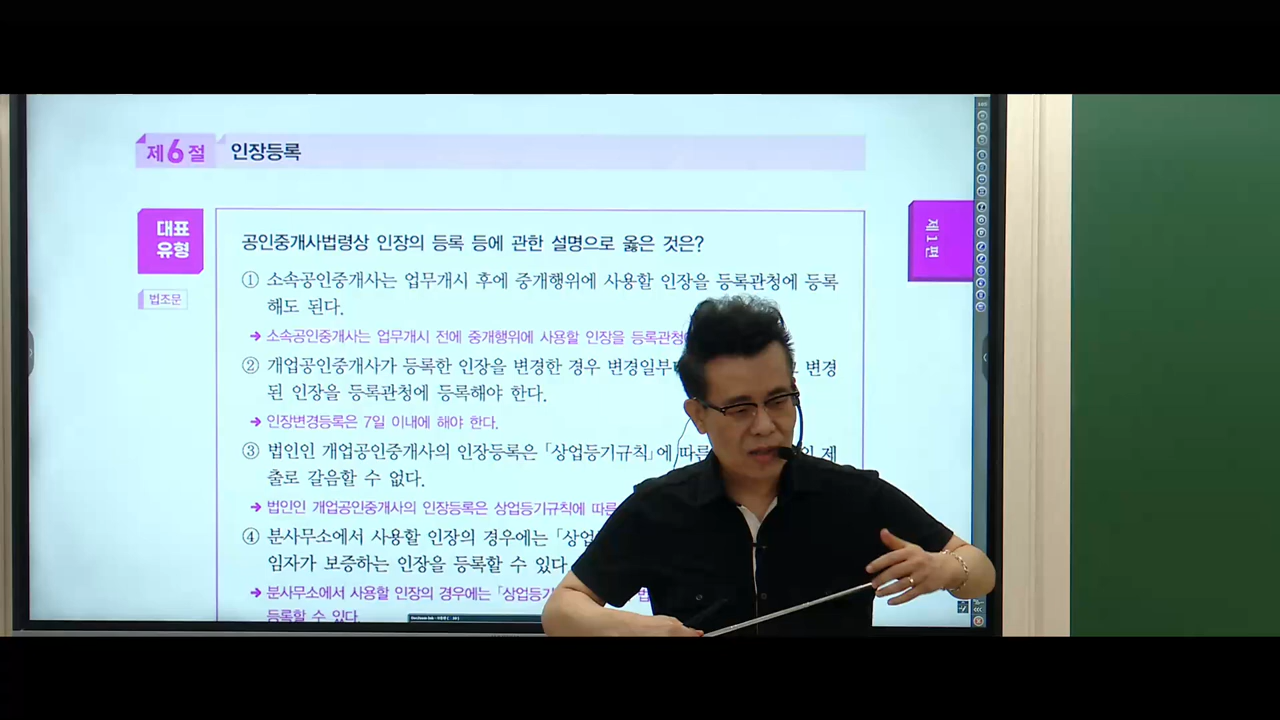 제6절 인장등록
대표
유형
법조문
제1편
공인중개사법령상 인장의 등록 등에 관한 설명으로 옳은 것은?
① 소속공인중개사는 업무개시 후에 중개행위에 사용할 인장을 등록관청에 등록
해도 된다.
➔ 소속공인중개사는 업무개시 전에 중개행위에 사용할 인장을 등록관청
② 개업공인중개사가 등록한 인장을 변경한 경우 변경일부터 변경
된 인장을 등록관청에 등록해야 한다.
➔ 인장변경등록은 7일 이내에 해야 한다.
③ 법인인 개업공인중개사의 인장등록은 「상업등기규칙」에 따른 제
출로 갈음할 수 없다.
➔ 법인인 개업공인중개사의 인장등록은 상업등기규칙에 따른
④ 분사무소에서 사용할 인장의 경우에는 「상업
임자가 보증하는 인장을 등록할 수 있다
➔ 분사무소에서 사용할 인장의 경우에는 「상업등기
등록할 수 있다.